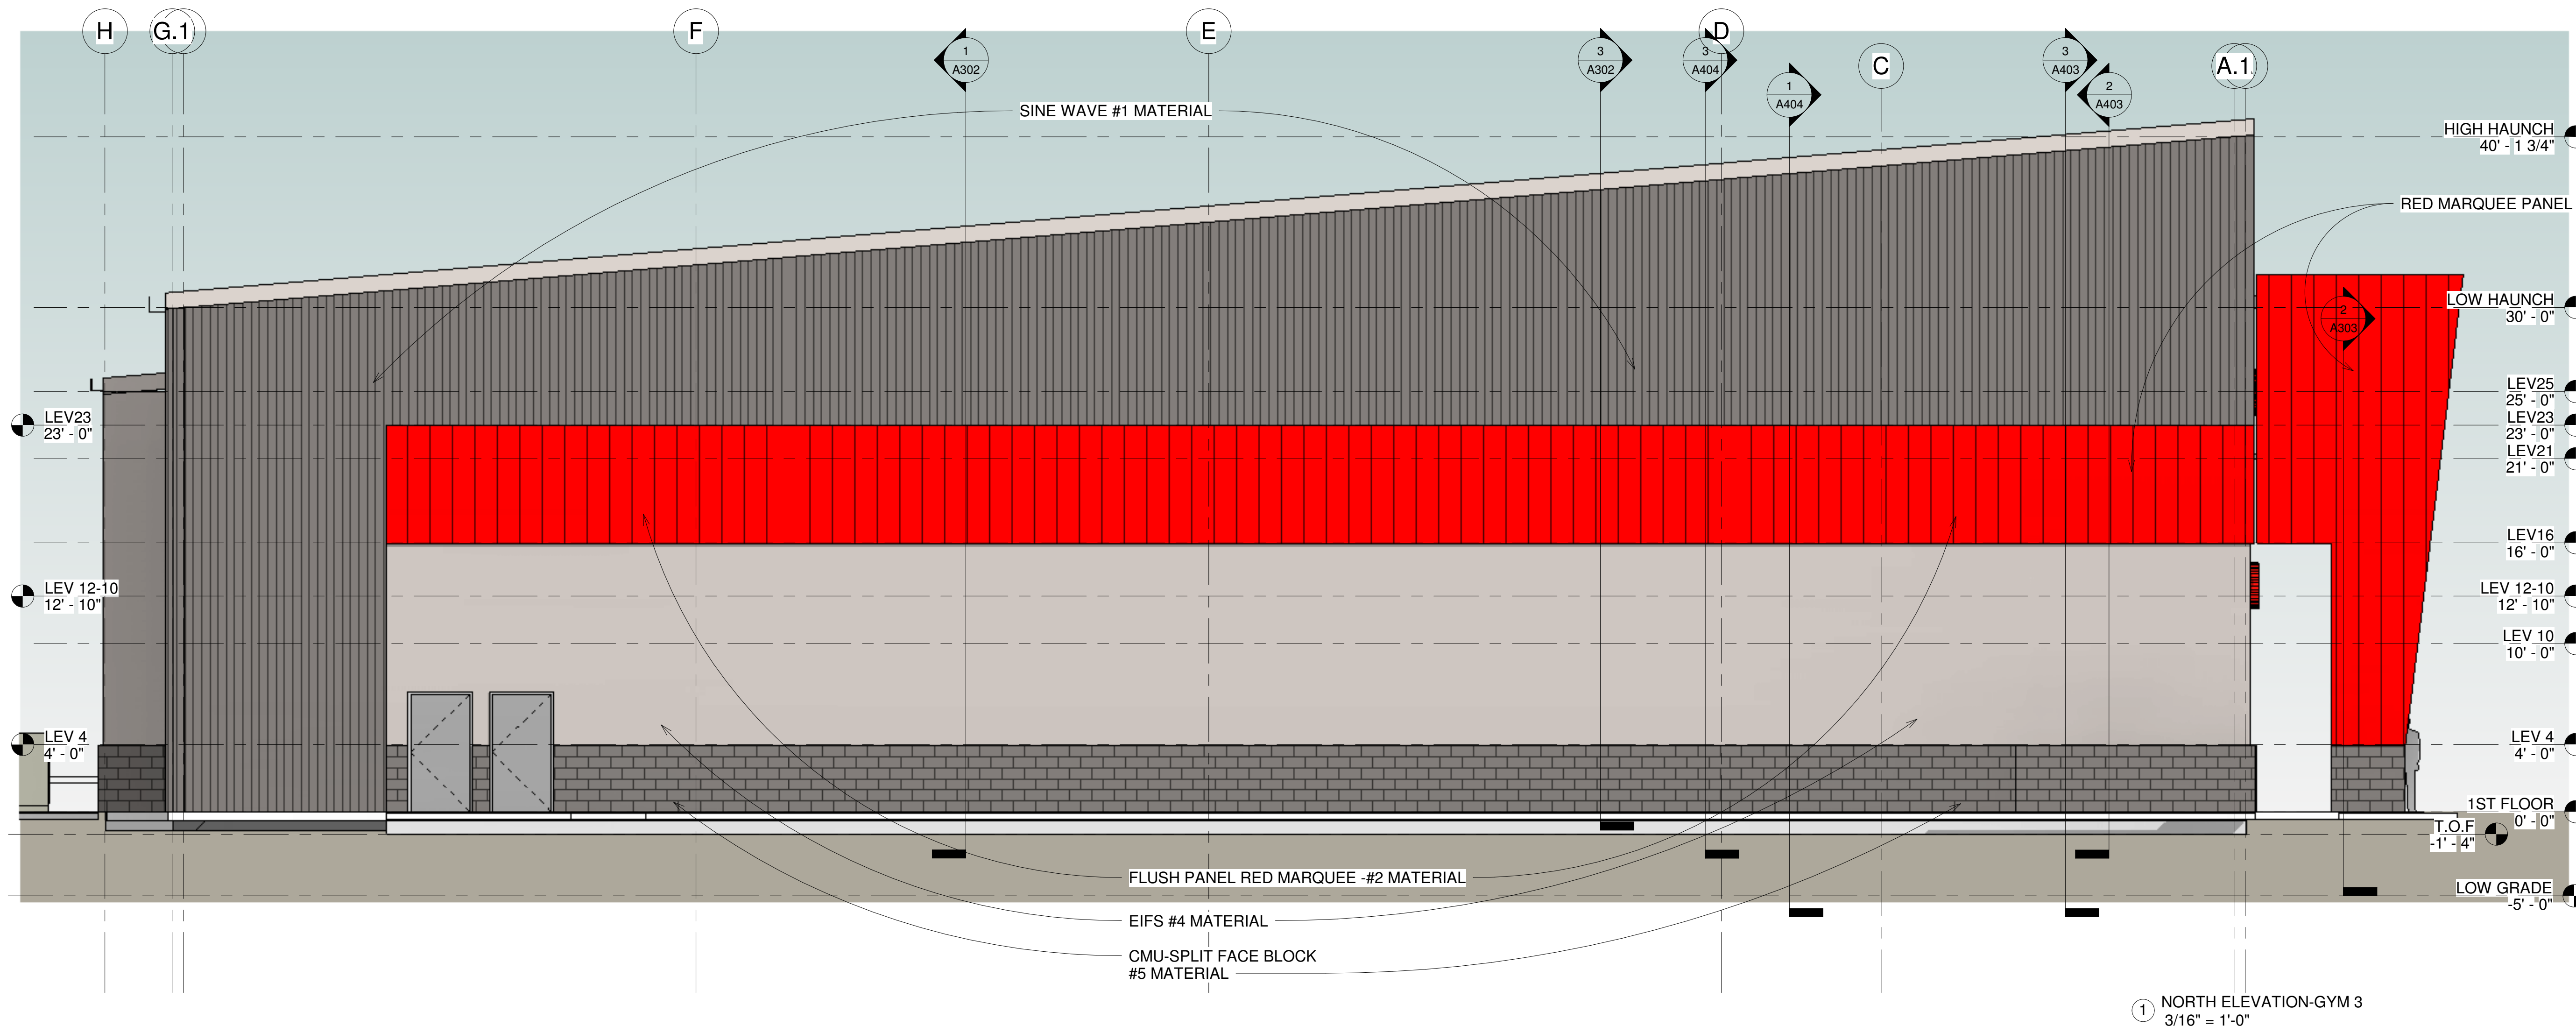 H
G.1
F
E
D
C
A.1
1
A302
3
A302
3
A404
1
A404
3
A403
2
A403
SINE WAVE #1 MATERIAL
HIGH HAUNCH
40' - 1 3/4"
RED MARQUEE PANEL
LOW HAUNCH
30' - 0"
2
A303
LEV25
25' - 0"
LEV23
23' - 0"
LEV23
23' - 0"
LEV21
21' - 0"
LEV16
16' - 0"
LEV 12-10
12' - 10"
LEV 12-10
12' - 10"
LEV 10
10' - 0"
LEV 4
4' - 0"
LEV 4
4' - 0"
1ST FLOOR
0' - 0"
T.O.F
-1' - 4"
LOW GRADE
-5' - 0"
FLUSH PANEL RED MARQUEE -#2 MATERIAL
EIFS #4 MATERIAL
CMU-SPLIT FACE BLOCK
#5 MATERIAL
1
NORTH ELEVATION-GYM 3
3/16" = 1'-0"